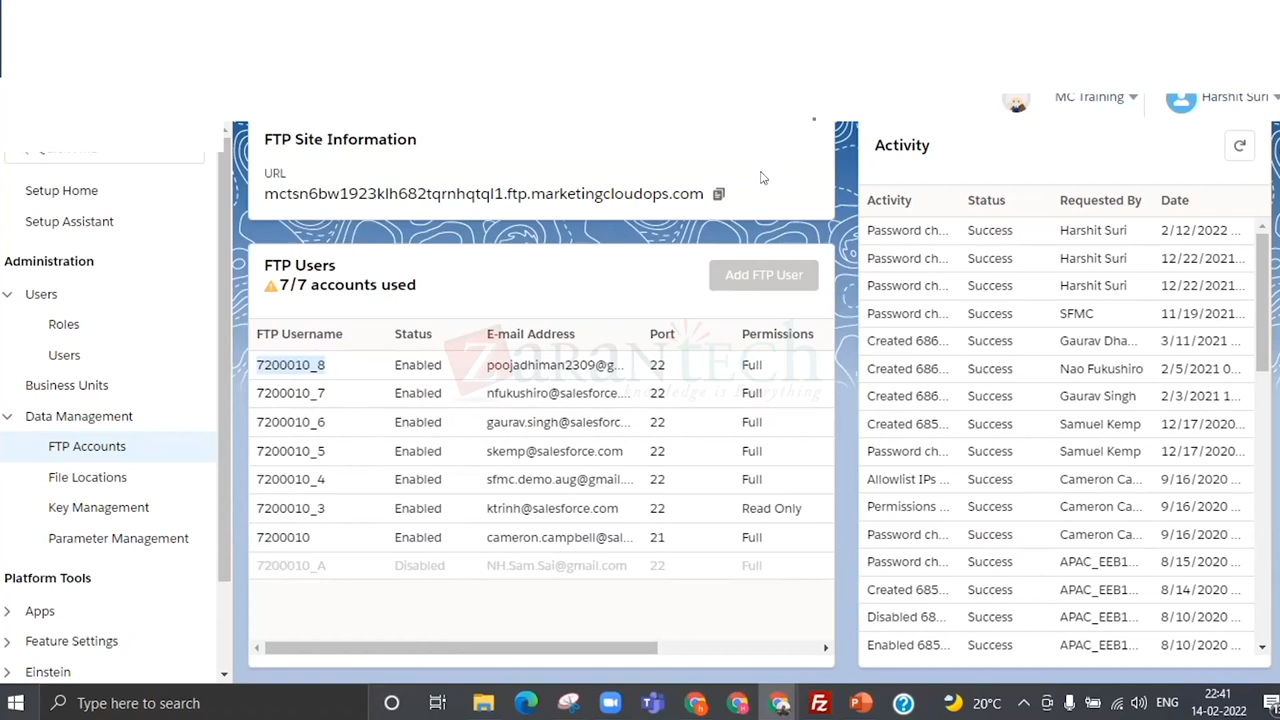 MC Training
Harshit Suri
Setup Home
Setup Assistant
Administration
Users
Roles
Users
Business Units
Data Management
FTP Accounts
File Locations
Key Management
Parameter Management
Platform Tools
Apps
Feature Settings
Einstein
FTP Site Information
URL
mctsn6bw1923klh682tqrnhqtql1.ftp.marketingcloudops.com
FTP Users
7/7 accounts used
Add FTP User
FTP Username Status E-mail Address Port Permissions
7200010_8 Enabled poojadhiman2309@g... 22 Full
7200010_7 Enabled nfukushiro@salesforce... 22 Full
7200010_6 Enabled gaurav.singh@salesforc... 22 Full
7200010_5 Enabled skemp@salesforce.com 22 Full
7200010_4 Enabled sfmc.demo.aug@gmail.... 22 Full
7200010_3 Enabled ktrinh@salesforce.com 22 Read Only
7200010 Enabled cameron.campbell@sal... 21 Full
7200010_A Disabled NH.Sam.Sai@gmail.com 22 Full
ZaranTech
knowledge is everything
Activity
Activity Status Requested By Date
Password ch... Success Harshit Suri 2/12/2022 ...
Password ch... Success Harshit Suri 12/22/2021...
Password ch... Success Harshit Suri 12/22/2021...
Password ch... Success SFMC 11/19/2021...
Created 686... Success Gaurav Dha... 3/11/2021 ...
Created 686... Success Nao Fukushiro 2/5/2021 0...
Created 686... Success Gaurav Singh 2/3/2021 1...
Created 685... Success Samuel Kemp 12/17/2020...
Password ch... Success Samuel Kemp 12/17/2020...
Allowlist IPs ... Success Cameron Ca... 9/16/2020 ...
Permissions ... Success Cameron Ca... 9/16/2020 ...
Password ch... Success Cameron Ca... 9/16/2020 ...
Password ch... Success APAC_EEB1... 8/15/2020 ...
Created 685... Success APAC_EEB1... 8/14/2020 ...
Disabled 68... Success APAC_EEB1... 8/10/2020 ...
Enabled 685... Success APAC_EEB1... 8/10/2020 ...
Type here to search
20°C
ENG
22:41
14-02-2022